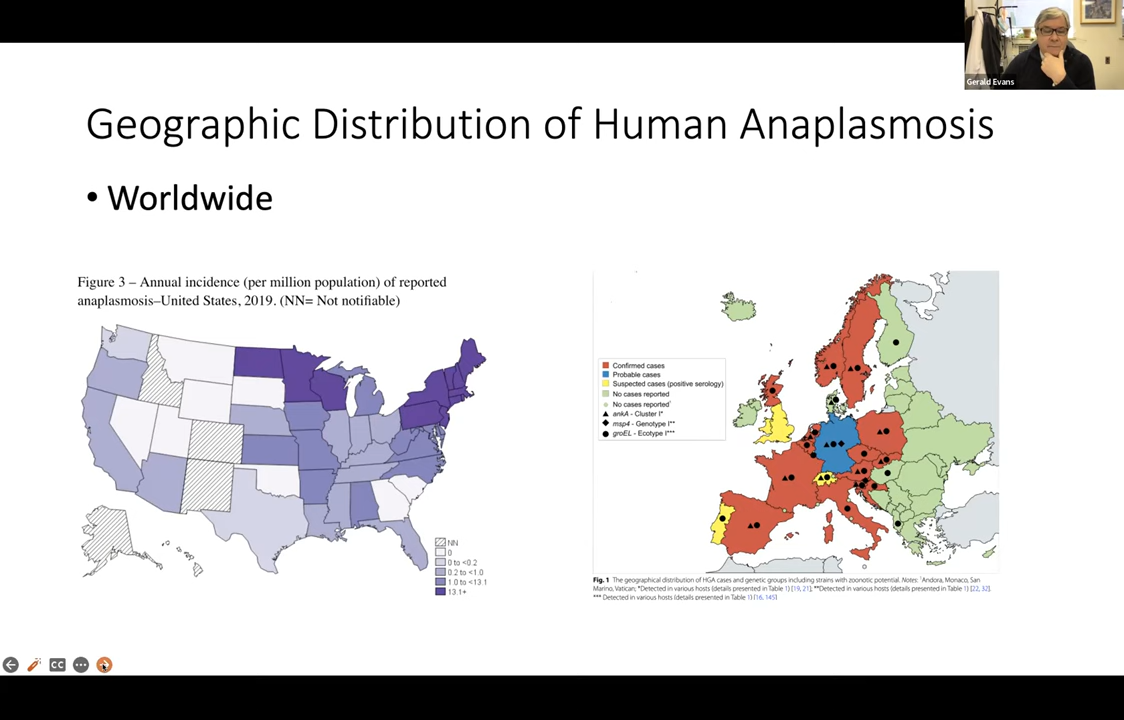 Gerald Evans
Geographic Distribution of Human Anaplasmosis
• Worldwide
Figure 3 – Annual incidence (per million population) of reported
anaplasmosis–United States, 2019. (NN= Not notifiable)
NN
0
0 to <0.2
0.2 to <1.0
1.0 to <13.1
13.1+
Confirmed cases
Probable cases
Suspected cases (positive serology)
No cases reported
No cases reported¹
ankA - Cluster I*
msp4 - Genotype I**
groEL - Ecotype I***
Fig. 1 The geographical distribution of HGA cases and genetic groups including strains with zoonotic potential. Notes: ¹Andorra, Monaco, San
Marino, Vatican; *Detected in various hosts (details presented in Table 1) [19, 21]; **Detected in various hosts (details presented in Table 1) [22, 32];
*** Detected in various hosts (details presented in Table 1) [16, 145]
CC